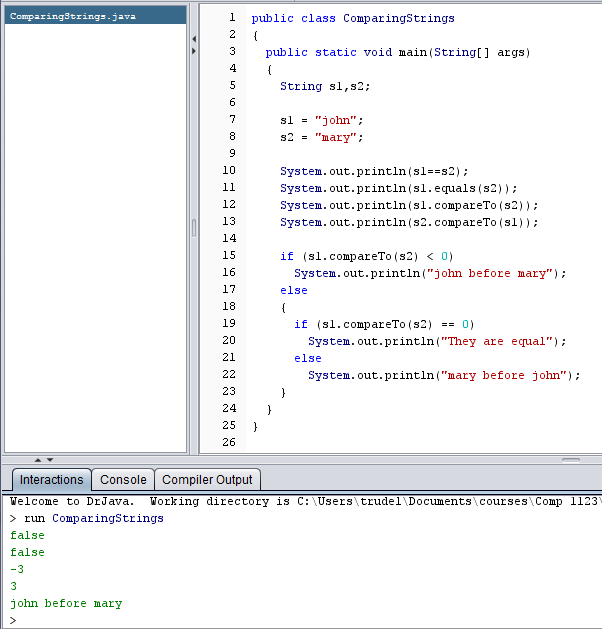 ComparingStrings.java
1 public class ComparingStrings
2 {
3   public static void main(String[] args)
4   {
5     String s1,s2;
6
7     s1 = "john";
8     s2 = "mary";
9
10     System.out.println(s1==s2);
11     System.out.println(s1.equals(s2));
12     System.out.println(s1.compareTo(s2));
13     System.out.println(s2.compareTo(s1));
14
15     if (s1.compareTo(s2) < 0)
16       System.out.println("john before mary");
17     else
18     {
19       if (s1.compareTo(s2) == 0)
20         System.out.println("They are equal");
21       else
22         System.out.println("mary before john");
23     }
24   }
25 }
26
Interactions Console Compiler Output
Welcome to DrJava.  Working directory is C:\Users\trudel\Documents\courses\Comp 1123\
> run ComparingStrings
false
false
-3
3
john before mary
>